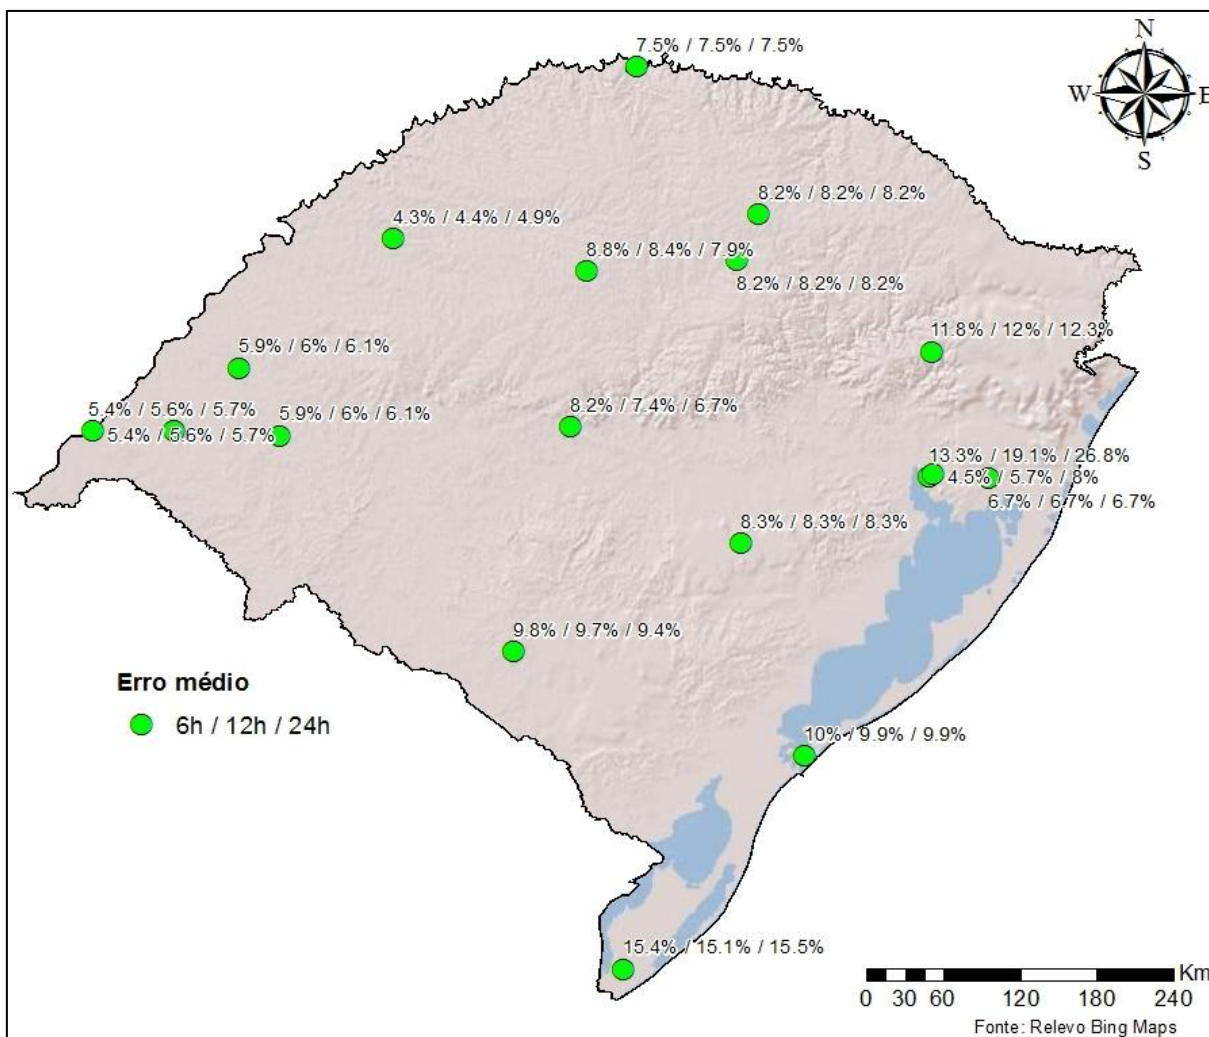 N
W E
S
7.5% / 7.5% / 7.5%
8.2% / 8.2% / 8.2%
4.3% / 4.4% / 4.9%
8.8% / 8.4% / 7.9%
8.2% / 8.2% / 8.2%
11.8% / 12% / 12.3%
5.9% / 6% / 6.1%
5.4% / 5.6% / 5.7%
5.9% / 6% / 6.1%
8.2% / 7.4% / 6.7%
5.4% / 5.6% / 5.7%
13.3% / 19.1% / 26.8%
4.5% / 5.7% / 8%
6.7% / 6.7% / 6.7%
8.3% / 8.3% / 8.3%
9.8% / 9.7% / 9.4%
Erro médio
6h / 12h / 24h
10% / 9.9% / 9.9%
15.4% / 15.1% / 15.5%
Km
0 30 60 120 180 240
Fonte: Relevo Bing Maps